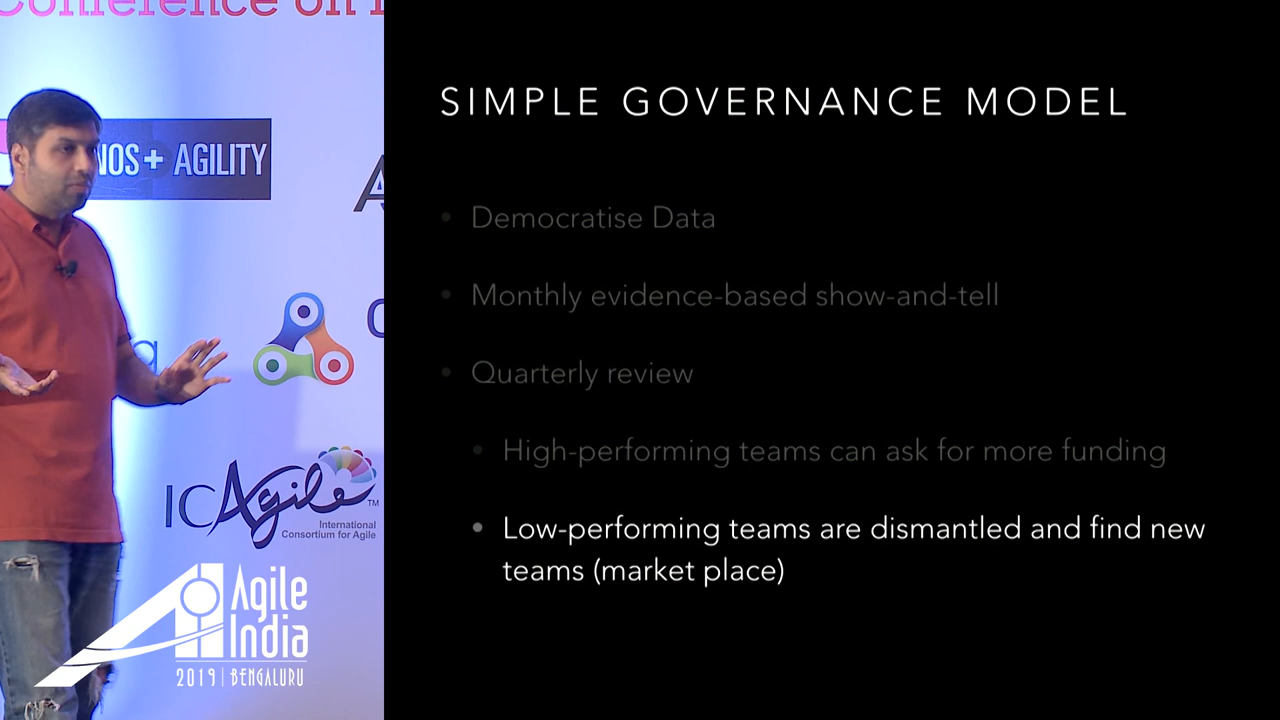 Conference on
NOS+ AGILITY
ICAgile™
International
Consortium for Agile
Agile
India
2019 | BENGALURU
SIMPLE GOVERNANCE MODEL
• Democratise Data
• Monthly evidence-based show-and-tell
• Quarterly review
• High-performing teams can ask for more funding
• Low-performing teams are dismantled and find new
teams (market place)